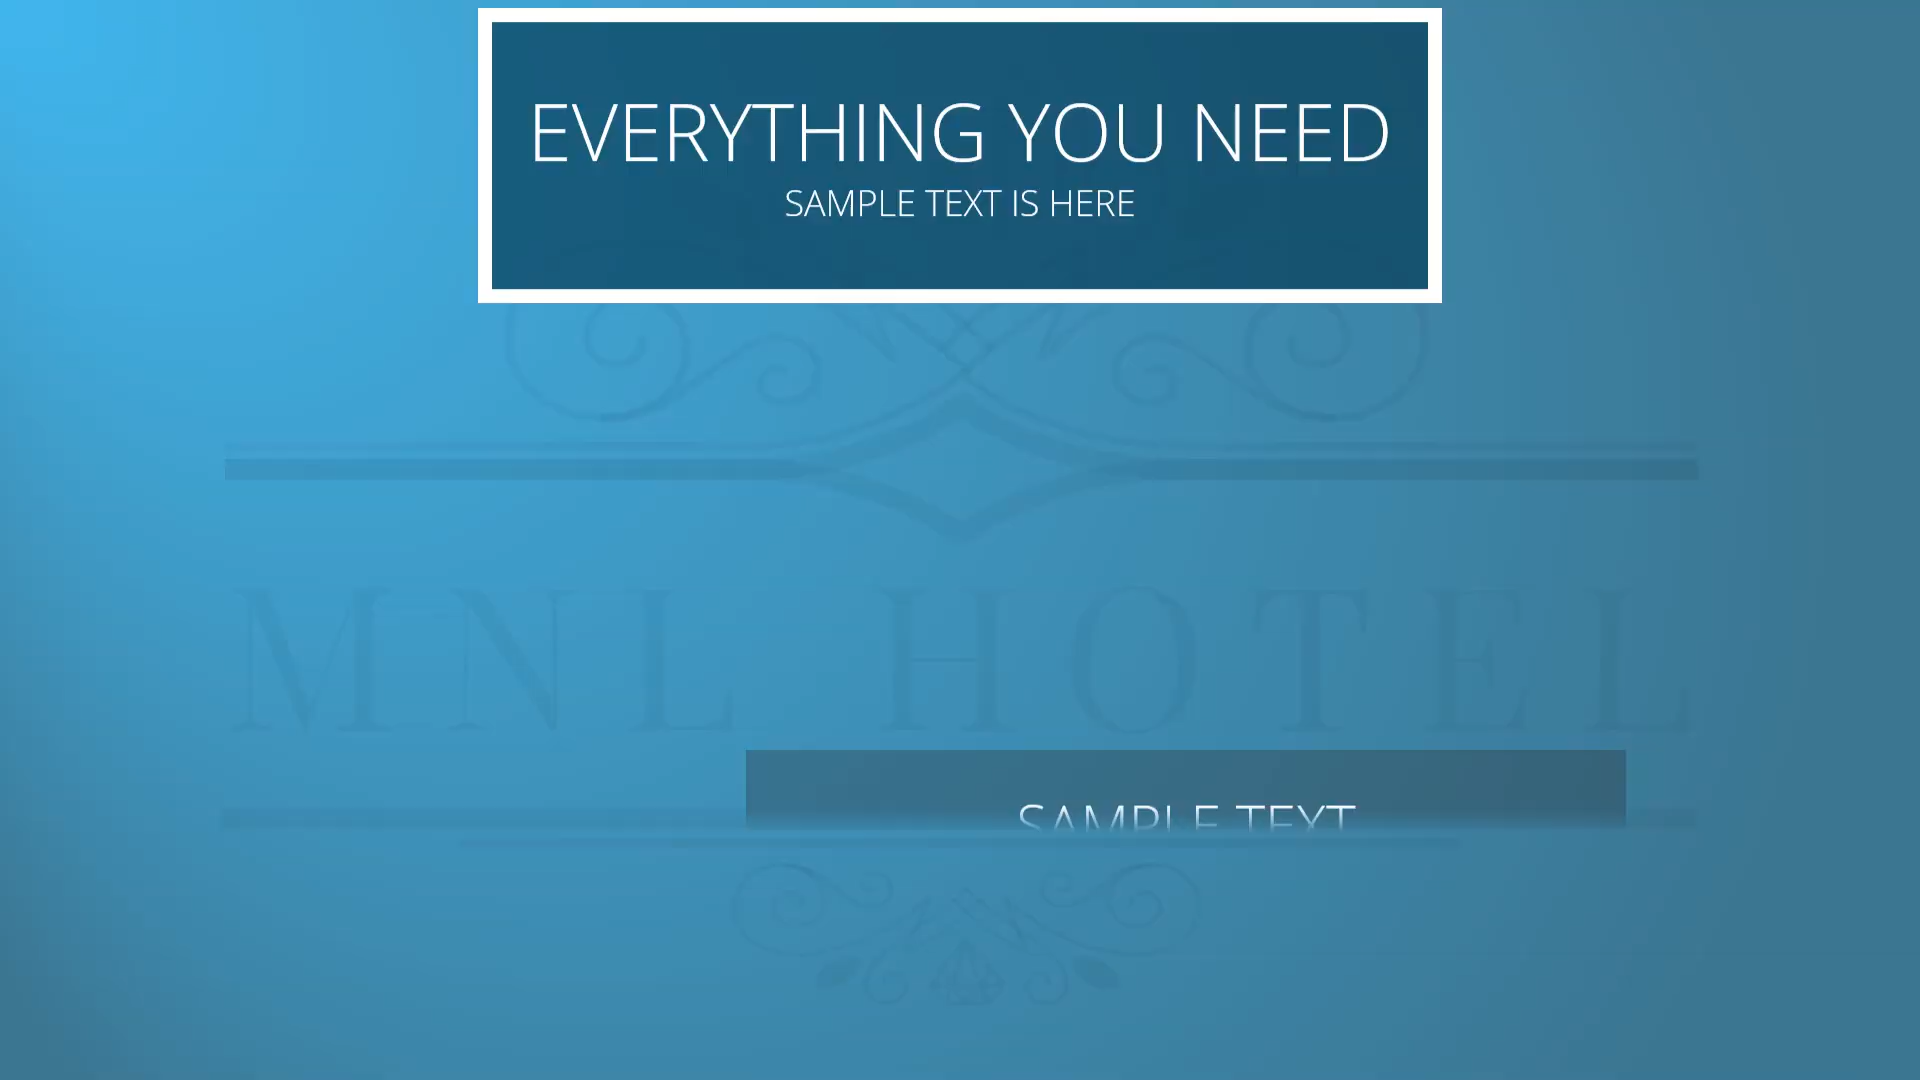 EVERYTHING YOU NEED
SAMPLE TEXT IS HERE
MNL HOTEL
SAMPLE TEXT